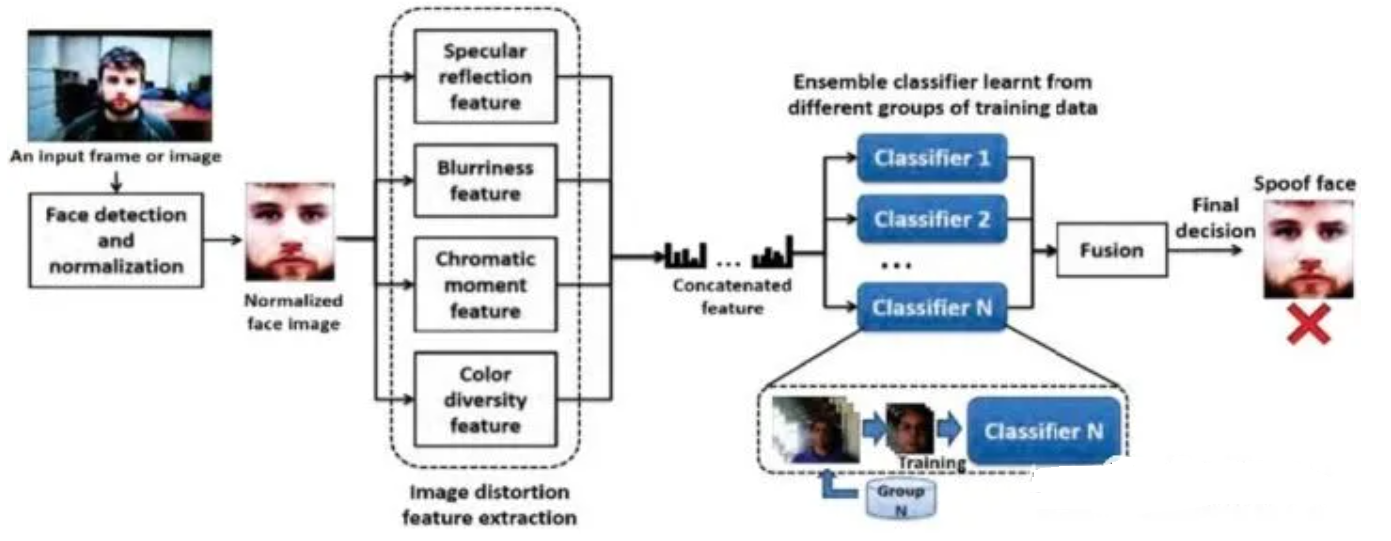 An input frame or image
Face detection
and
normalization
Normalized
face image
Specular
reflection
feature
Blurriness
feature
Chromatic
moment
feature
Color
diversity
feature
Image distortion
feature extraction
...
Concatenated
feature
Ensemble classifier learnt from
different groups of training data
Classifier 1
Classifier 2
...
Classifier N
Training
Classifier N
Group
N
Fusion
Final
decision
Spoof face